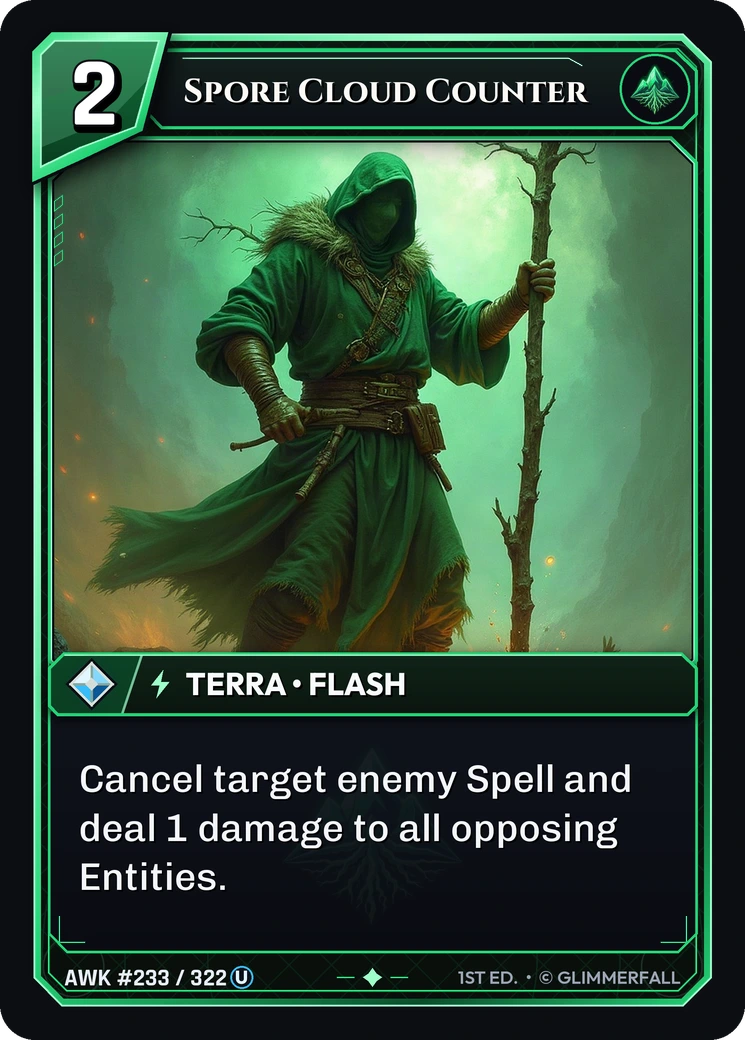 2
SPORE CLOUD COUNTER
TERRA • FLASH
Cancel target enemy Spell and
deal 1 damage to all opposing
Entities.
AWK #233 / 322 U
1ST ED. • © GLIMMERFALL